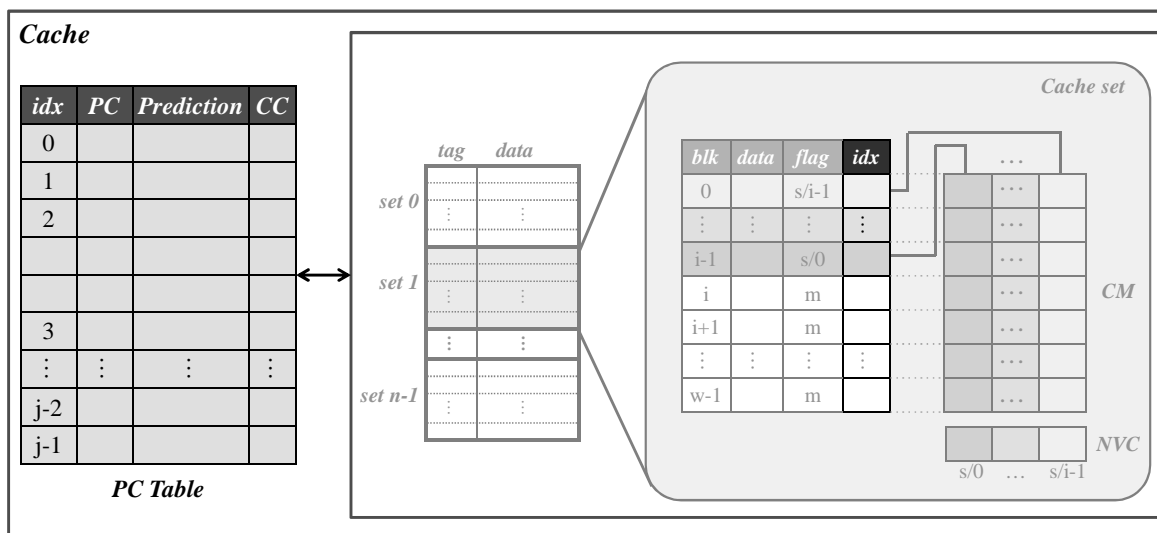 Cache
idx PC Prediction CC
0
1
2
3
⋮ ⋮ ⋮ ⋮
j-2
j-1
PC Table
tag data
set 0
⋮ ⋮
set 1
⋮ ⋮
⋮ ⋮
set n-1
⋮ ⋮
Cache set
blk data flag idx
...
0 s/i-1 ...
⋮ ⋮ ⋮ ⋮ ...
i-1 s/0 ...
i m ...
CM
i+1 m ...
⋮ ⋮ ⋮ ⋮ ...
w-1 m ...
NVC
s/0 ... s/i-1